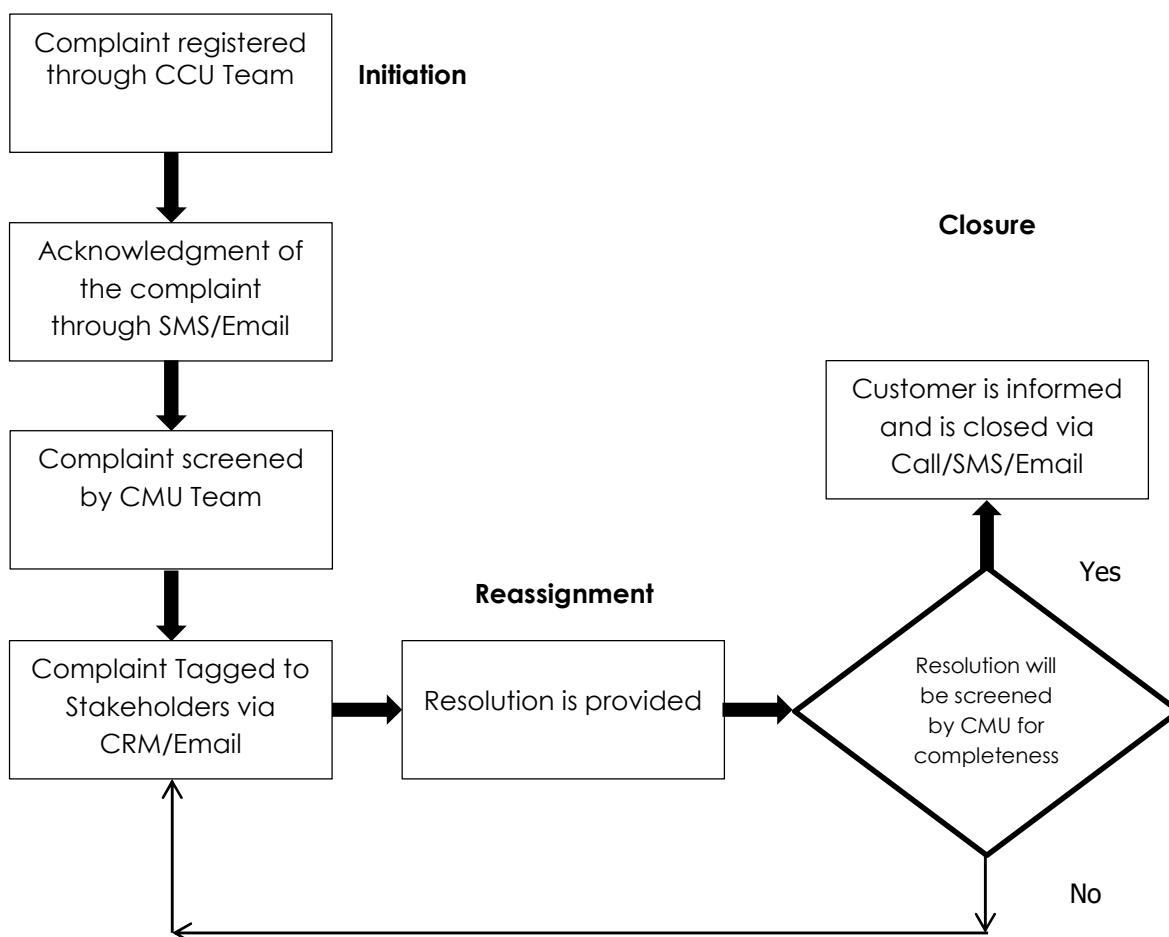 Complaint registered
through CCU Team
Initiation
Acknowledgment of
the complaint
through SMS/Email
Complaint screened
by CMU Team
Complaint Tagged to
Stakeholders via
CRM/Email
Reassignment
Resolution is provided
Resolution will
be screened
by CMU for
completeness
Yes
No
Closure
Customer is informed
and is closed via
Call/SMS/Email